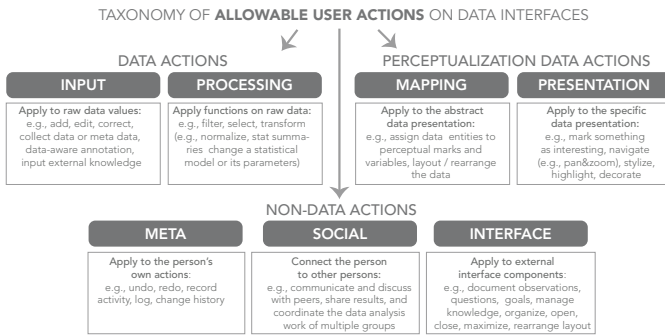 TAXONOMY OF ALLOWABLE USER ACTIONS ON DATA INTERFACES
DATA ACTIONS
INPUT
Apply to raw data values:
e.g., add, edit, correct,
collect data or meta data,
data-aware annotation,
input external knowledge
PROCESSING
Apply functions on raw data:
e.g., filter, select, transform
(e.g., normalize, stat summa-
ries change a statistical
model or its parameters)
PERCEPTUALIZATION DATA ACTIONS
MAPPING
Apply to the abstract
data presentation:
e.g., assign data entities to
perceptual marks and
variables, layout / rearrange
the data
PRESENTATION
Apply to the specific
data presentation:
e.g., mark something
as interesting, navigate
(e.g., pan&zoom), stylize,
highlight, decorate
NON-DATA ACTIONS
META
Apply to the person's
own actions:
e.g., undo, redo, record
activity, log, change history
SOCIAL
Connect the person
to other persons:
e.g., communicate and discuss
with peers, share results, and
coordinate the data analysis
work of multiple groups
INTERFACE
Apply to external
interface components:
e.g., document observations,
questions, goals, manage
knowledge, organize, open,
close, maximize, rearrange layout